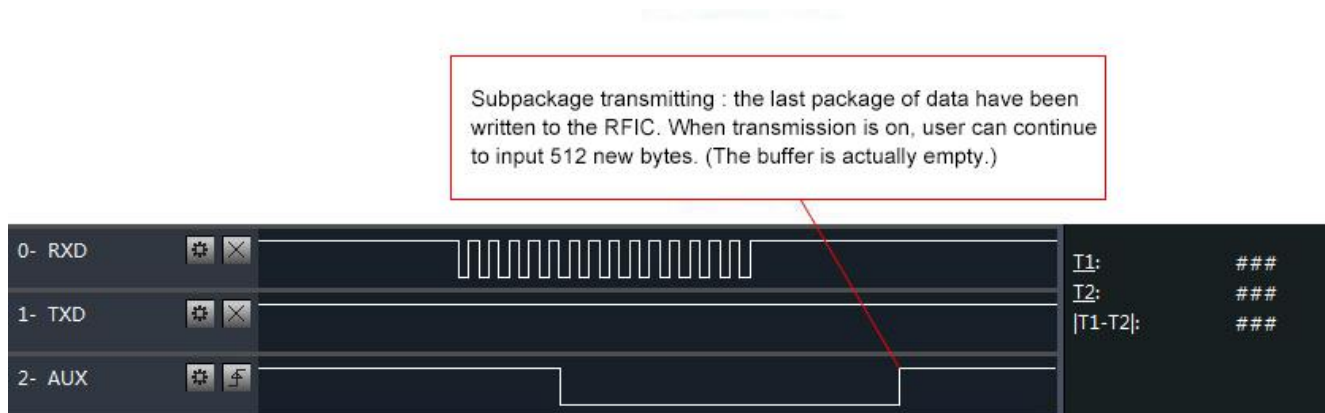 Subpackage transmitting : the last package of data have been
written to the RFIC. When transmission is on, user can continue
to input 512 new bytes. (The buffer is actually empty.)
0- RXD
T1: ###
1- TXD
T2: ###
|T1-T2|: ###
2- AUX